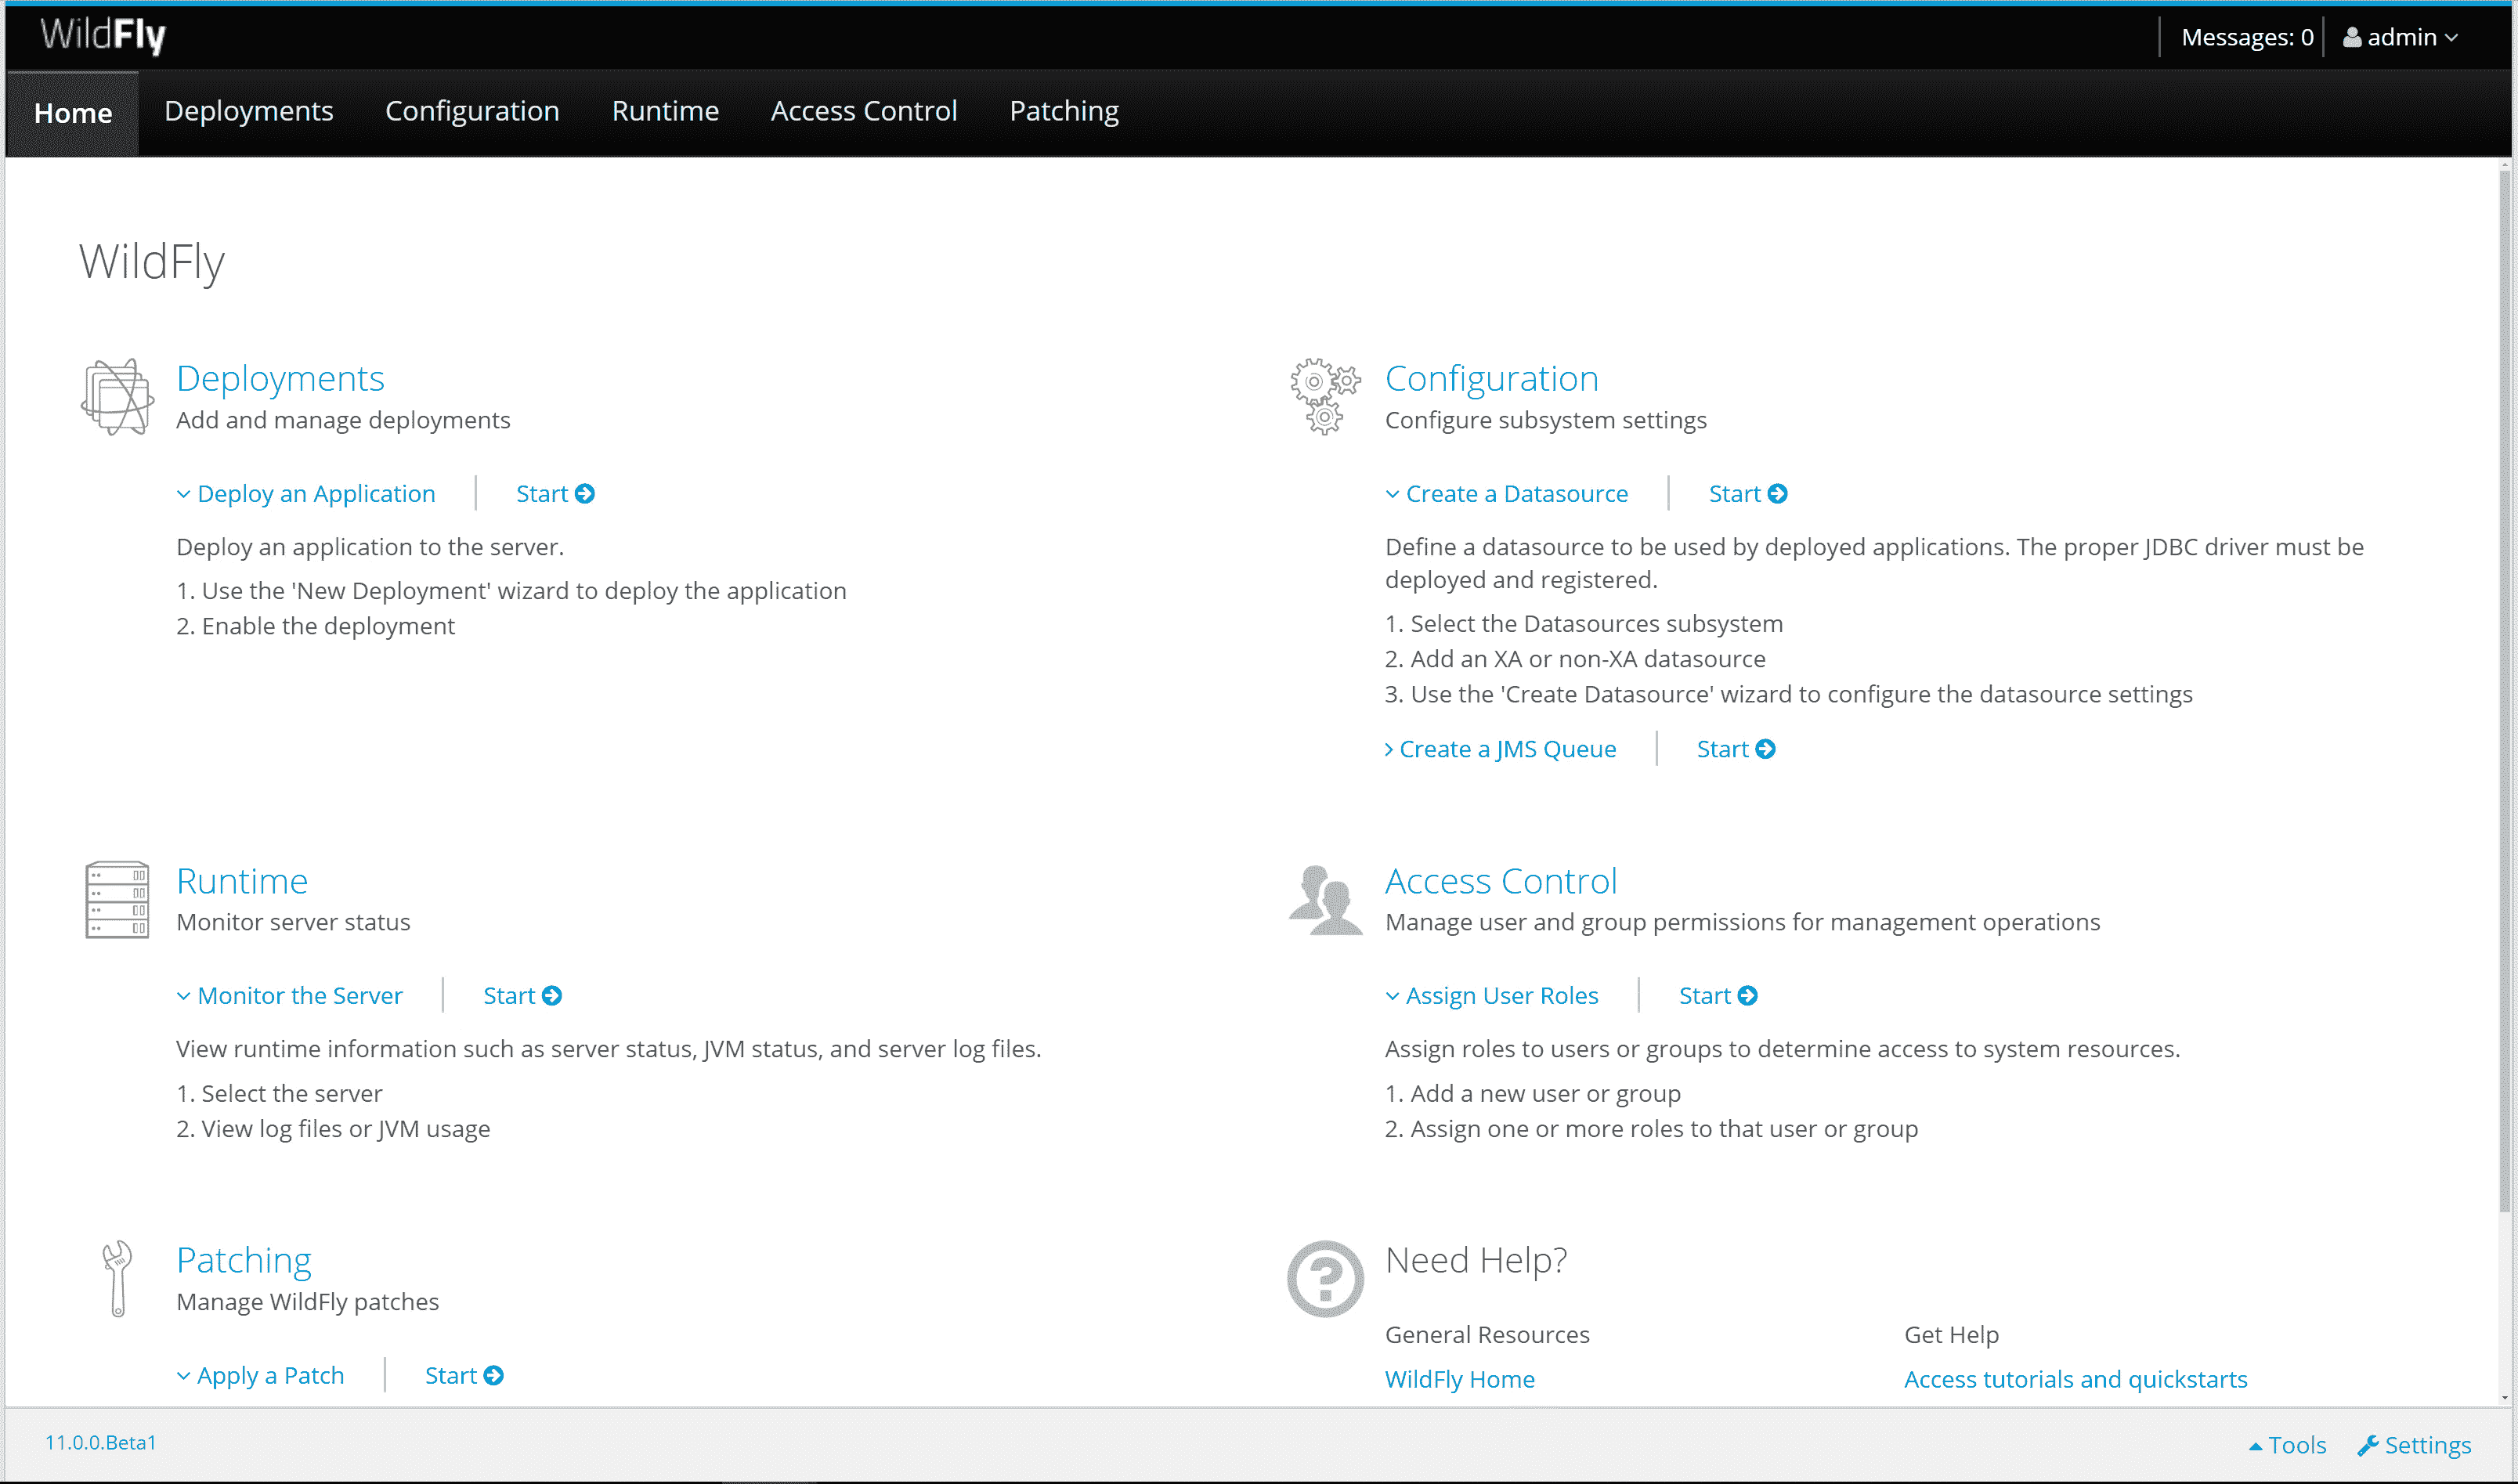 WildFly
Messages: 0
admin
Home
Deployments
Configuration
Runtime
Access Control
Patching
WildFly
Deployments
Add and manage deployments
Deploy an Application
Start
Deploy an application to the server.
1. Use the 'New Deployment' wizard to deploy the application
2. Enable the deployment
Configuration
Configure subsystem settings
Create a Datasource
Start
Define a datasource to be used by deployed applications. The proper JDBC driver must be
deployed and registered.
1. Select the Datasources subsystem
2. Add an XA or non-XA datasource
3. Use the 'Create Datasource' wizard to configure the datasource settings
Create a JMS Queue
Start
Runtime
Monitor server status
Monitor the Server
Start
View runtime information such as server status, JVM status, and server log files.
1. Select the server
2. View log files or JVM usage
Access Control
Manage user and group permissions for management operations
Assign User Roles
Start
Assign roles to users or groups to determine access to system resources.
1. Add a new user or group
2. Assign one or more roles to that user or group
Patching
Manage WildFly patches
Apply a Patch
Start
Need Help?
General Resources
WildFly Home
Get Help
Access tutorials and quickstarts
11.0.0.Beta1
Tools
Settings